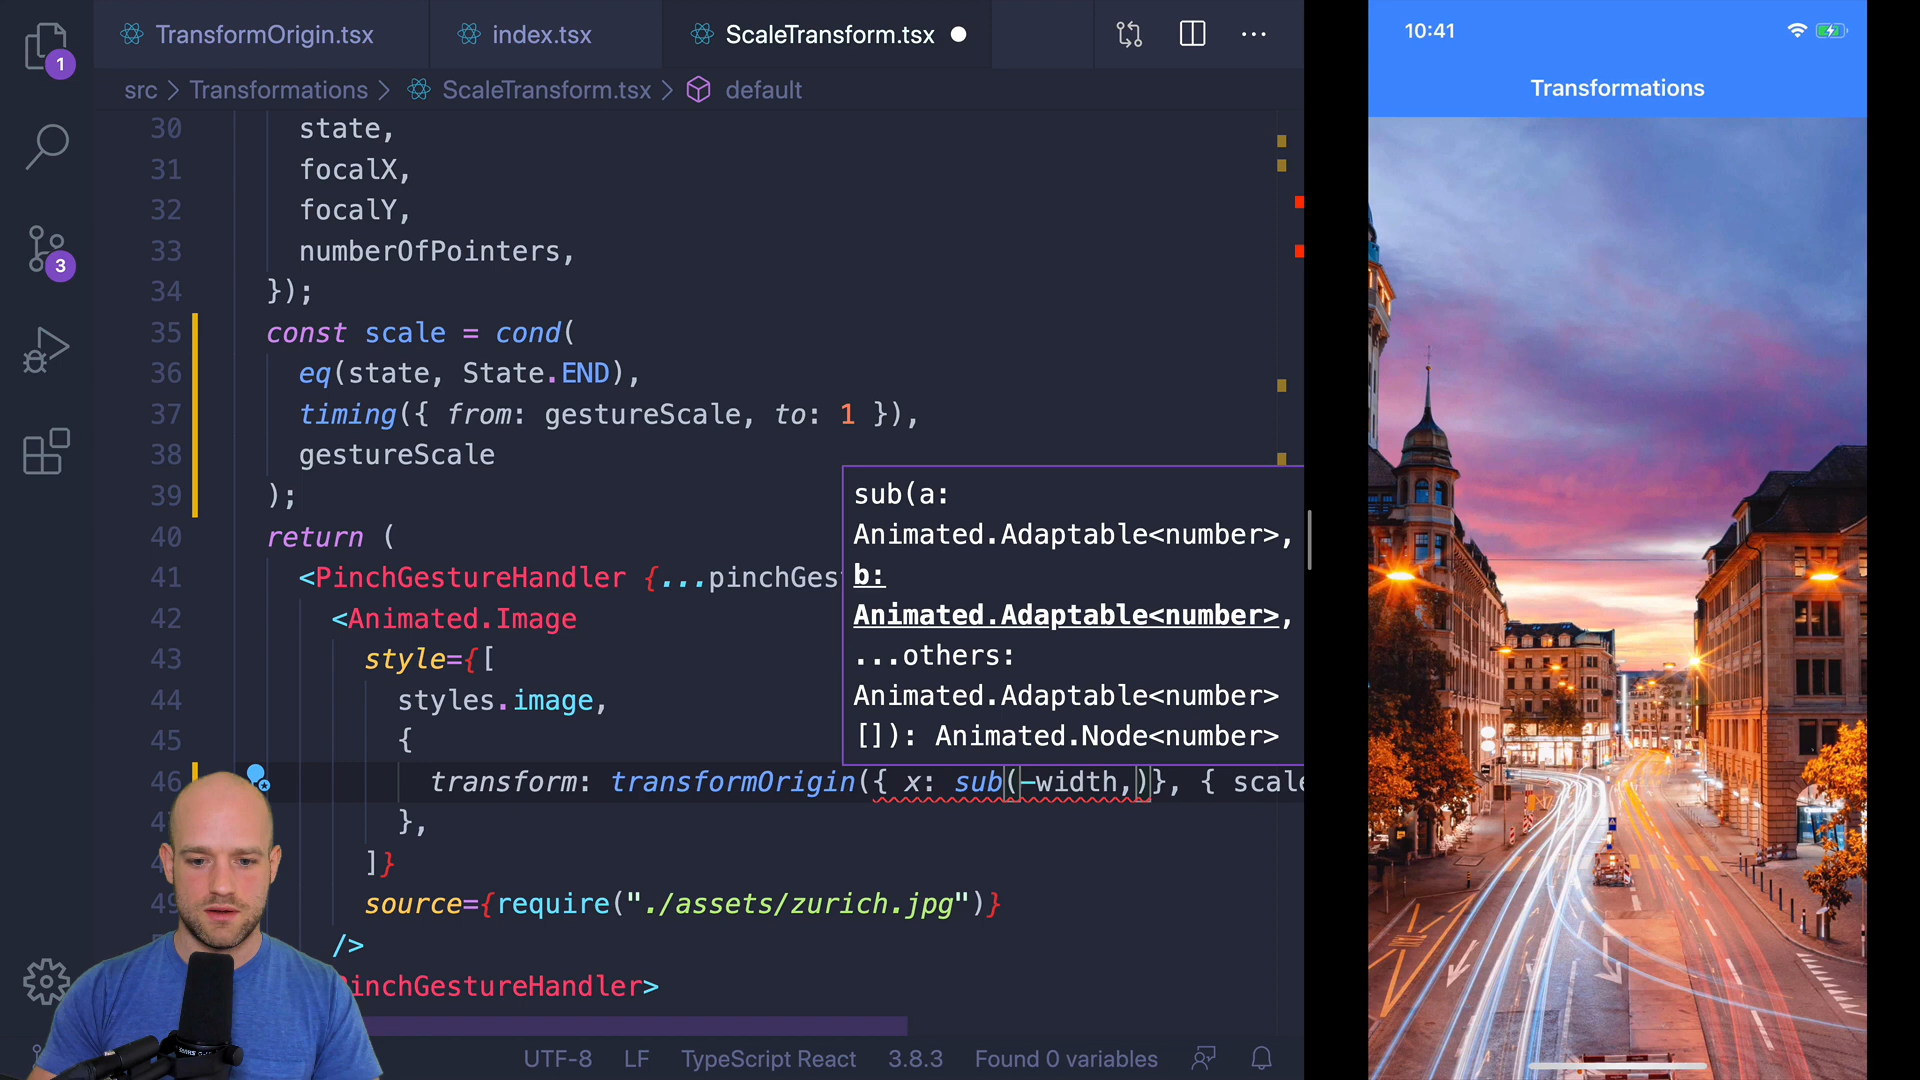 TransformOrigin.tsx
index.tsx
ScaleTransform.tsx
src > Transformations > ScaleTransform.tsx > default
1
3
30 state,
31 focalX,
32 focalY,
33 numberOfPointers,
34 });
35 const scale = cond(
36 eq(state, State.END),
37 timing({ from: gestureScale, to: 1 }),
38 gestureScale
39 );
40 return (
41 <PinchGestureHandler {...pinchGes
42 <Animated.Image
43 style={[
44 styles.image,
45 {
46 transform: transformOrigin({ x: sub(-width,)}, { scale
},
]}
source={require("./assets/zurich.jpg")}
/>
inchGestureHandler>
sub(a:
Animated.Adaptable<number>,
b:
Animated.Adaptable<number>,
...others:
Animated.Adaptable<number>
[]): Animated.Node<number>
UTF-8 LF TypeScript React 3.8.3 Found 0 variables
10:41
Transformations